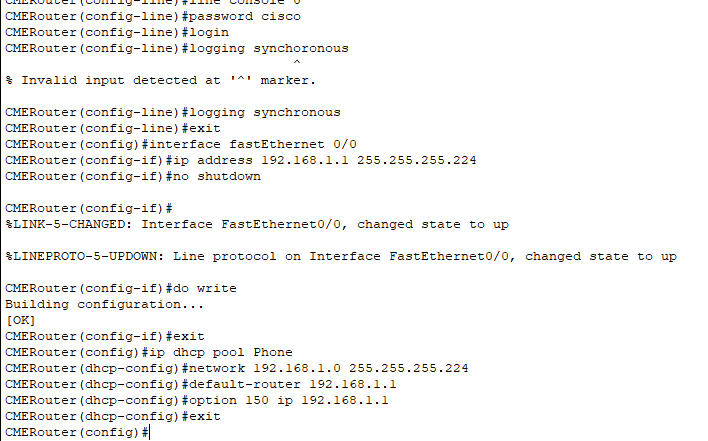 CMERouter(config)#line console 0
CMERouter(config-line)#password cisco
CMERouter(config-line)#login
CMERouter(config-line)#logging synchoronous
^
% Invalid input detected at '^' marker.
CMERouter(config-line)#logging synchronous
CMERouter(config-line)#exit
CMERouter(config)#interface fastEthernet 0/0
CMERouter(config-if)#ip address 192.168.1.1 255.255.255.224
CMERouter(config-if)#no shutdown
CMERouter(config-if)#
%LINK-5-CHANGED: Interface FastEthernet0/0, changed state to up
%LINEPROTO-5-UPDOWN: Line protocol on Interface FastEthernet0/0, changed state to up
CMERouter(config-if)#do write
Building configuration...
[OK]
CMERouter(config-if)#exit
CMERouter(config)#ip dhcp pool Phone
CMERouter(dhcp-config)#network 192.168.1.0 255.255.255.224
CMERouter(dhcp-config)#default-router 192.168.1.1
CMERouter(dhcp-config)#option 150 ip 192.168.1.1
CMERouter(dhcp-config)#exit
CMERouter(config)#